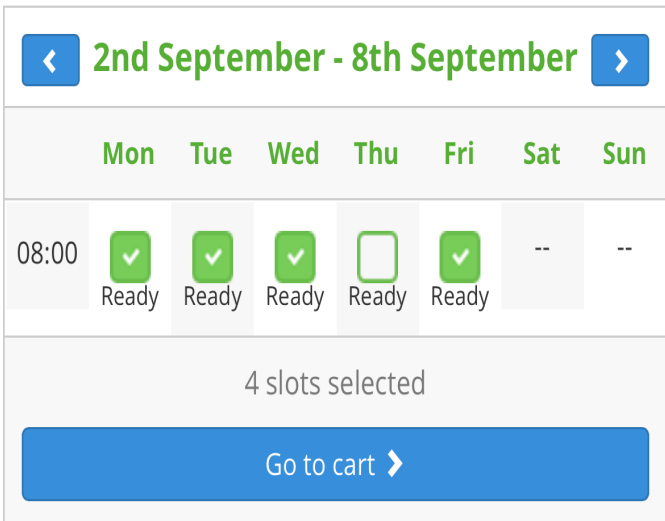 2nd September - 8th September
Mon Tue Wed Thu Fri Sat Sun
08:00 -- --
Ready Ready Ready Ready Ready
4 slots selected
Go to cart